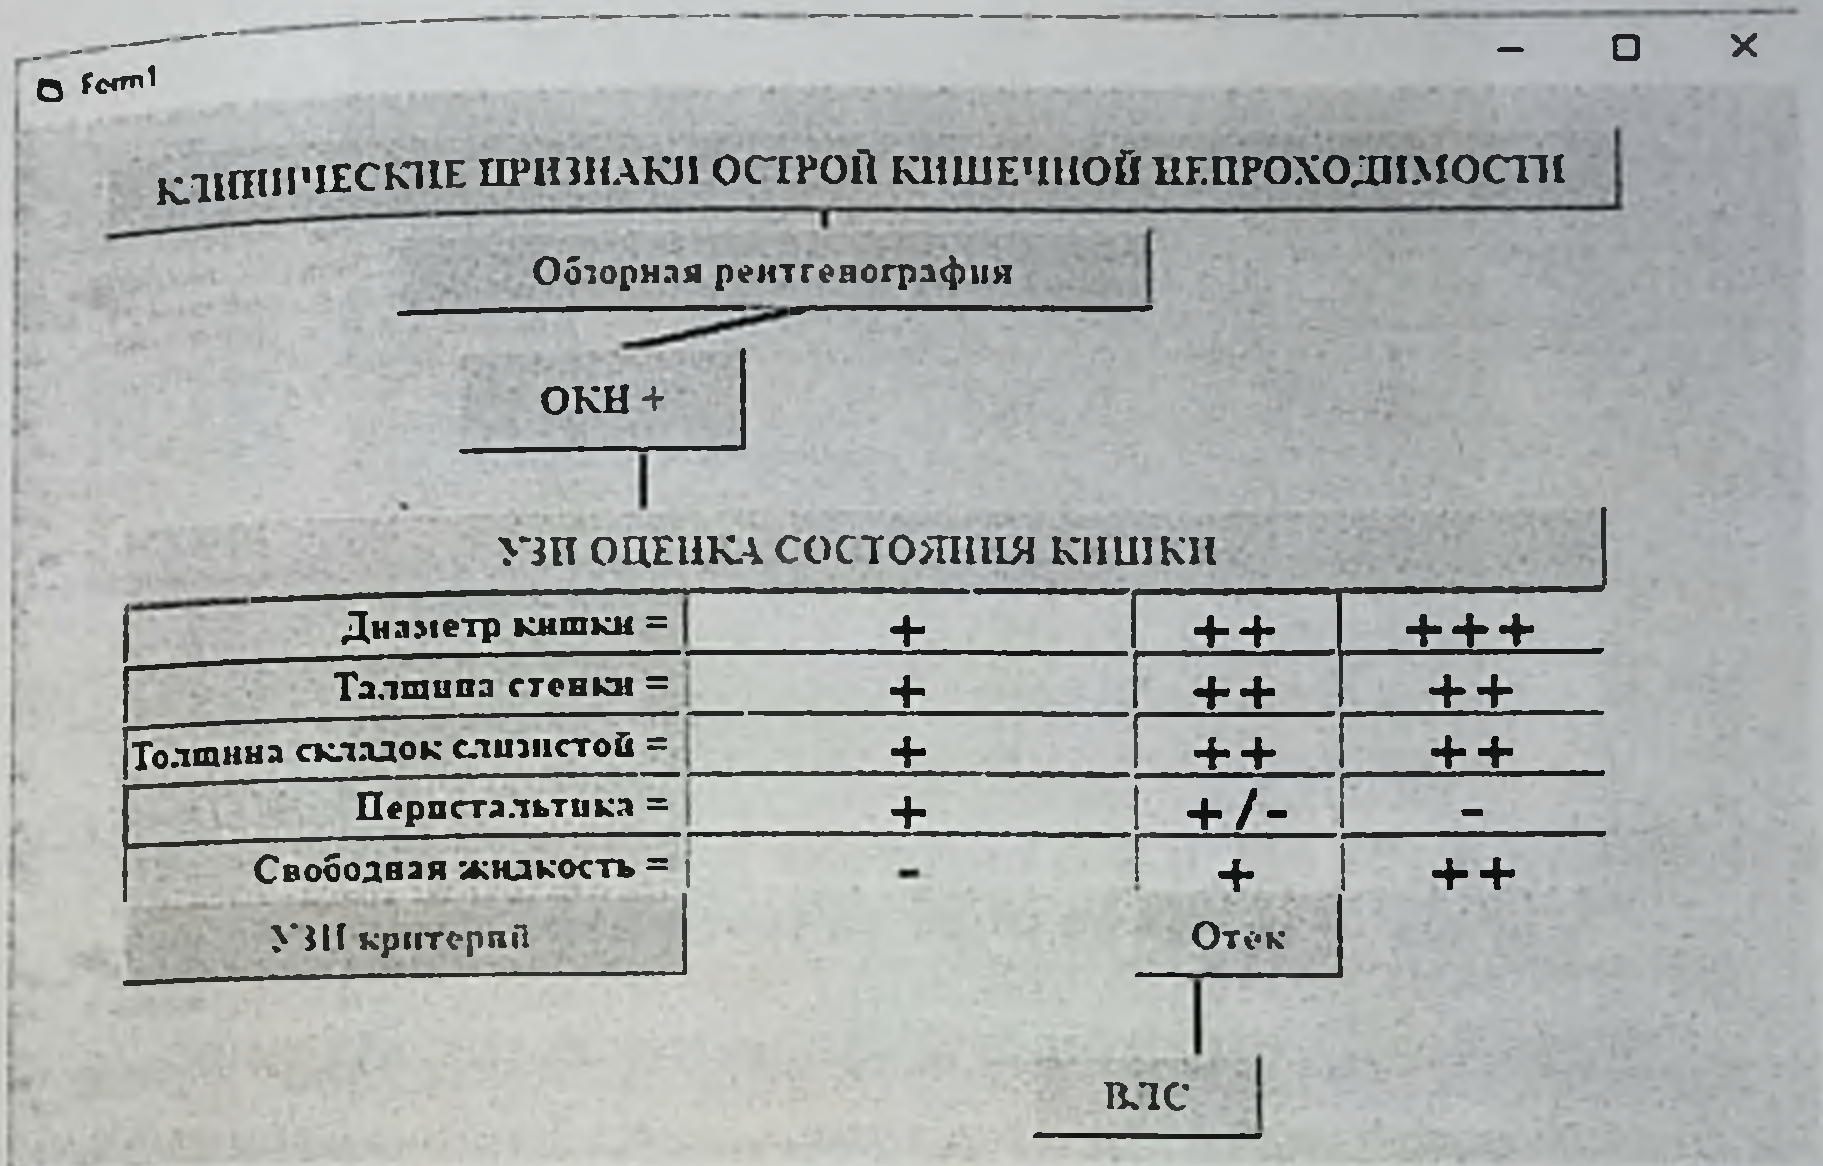 Form1
КЛИНИЧЕСКИЕ ПРИЗНАКИ ОСТРОЙ КИШЕЧНОЙ НЕПРОХОДИМОСТИ
Обзорная рентгенография
ОКН +
УЗИ ОЦЕНКА СОСТОЯНИЯ КИШКИ
Диаметр кишки = + ++ +++
Талщина стенки = + ++ ++
Толщина складок слизистой = + ++ ++
Перистальтика = + +/- -
Свободная жидкость = - + ++
УЗИ критерий Отек
ВЛС